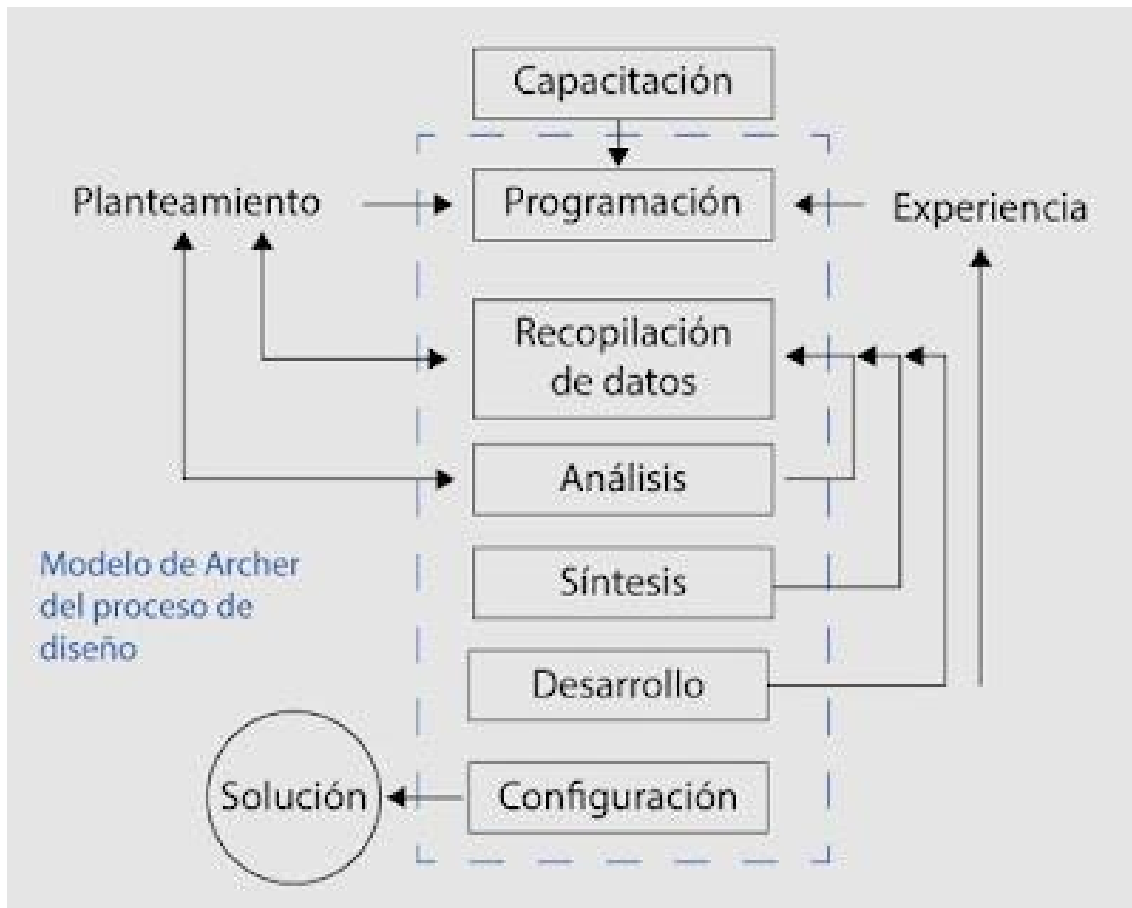 Capacitación
Planteamiento
Programación
Experiencia
Recopilación
de datos
Análisis
Modelo de Archer
del proceso de
diseño
Síntesis
Desarrollo
Solución
Configuración